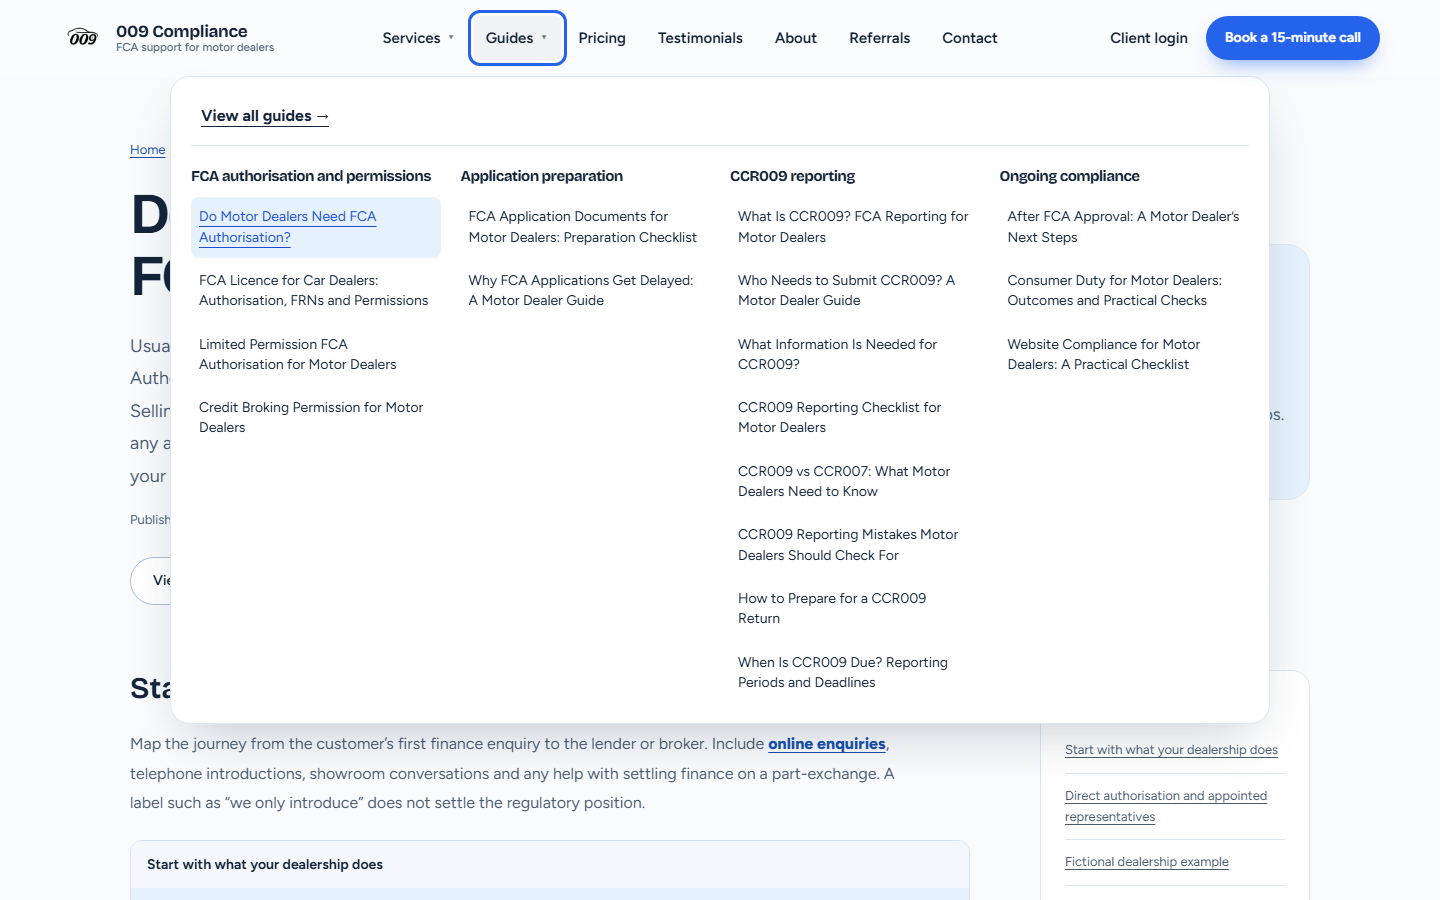 009
009 Compliance
FCA support for motor dealers
Services
Guides
Pricing
Testimonials
About
Referrals
Contact
Client login
Book a 15-minute call
View all guides →
FCA authorisation and permissions
Do Motor Dealers Need FCA
Authorisation?
FCA Licence for Car Dealers:
Authorisation, FRNs and Permissions
Limited Permission FCA
Authorisation for Motor Dealers
Credit Broking Permission for Motor
Dealers
Application preparation
FCA Application Documents for
Motor Dealers: Preparation Checklist
Why FCA Applications Get Delayed:
A Motor Dealer Guide
CCR009 reporting
What Is CCR009? FCA Reporting for
Motor Dealers
Who Needs to Submit CCR009? A
Motor Dealer Guide
What Information Is Needed for
CCR009?
CCR009 Reporting Checklist for
Motor Dealers
CCR009 vs CCR007: What Motor
Dealers Need to Know
CCR009 Reporting Mistakes Motor
Dealers Should Check For
How to Prepare for a CCR009
Return
When Is CCR009 Due? Reporting
Periods and Deadlines
Ongoing compliance
After FCA Approval: A Motor Dealer's
Next Steps
Consumer Duty for Motor Dealers:
Outcomes and Practical Checks
Website Compliance for Motor
Dealers: A Practical Checklist
Home
any
your
Map the journey from the customer's first finance enquiry to the lender or broker. Include online enquiries,
telephone introductions, showroom conversations and any help with settling finance on a part-exchange. A
label such as “we only introduce” does not settle the regulatory position.
Start with what your dealership does
Start with what your dealership does
Direct authorisation and appointed
representatives
Fictional dealership example